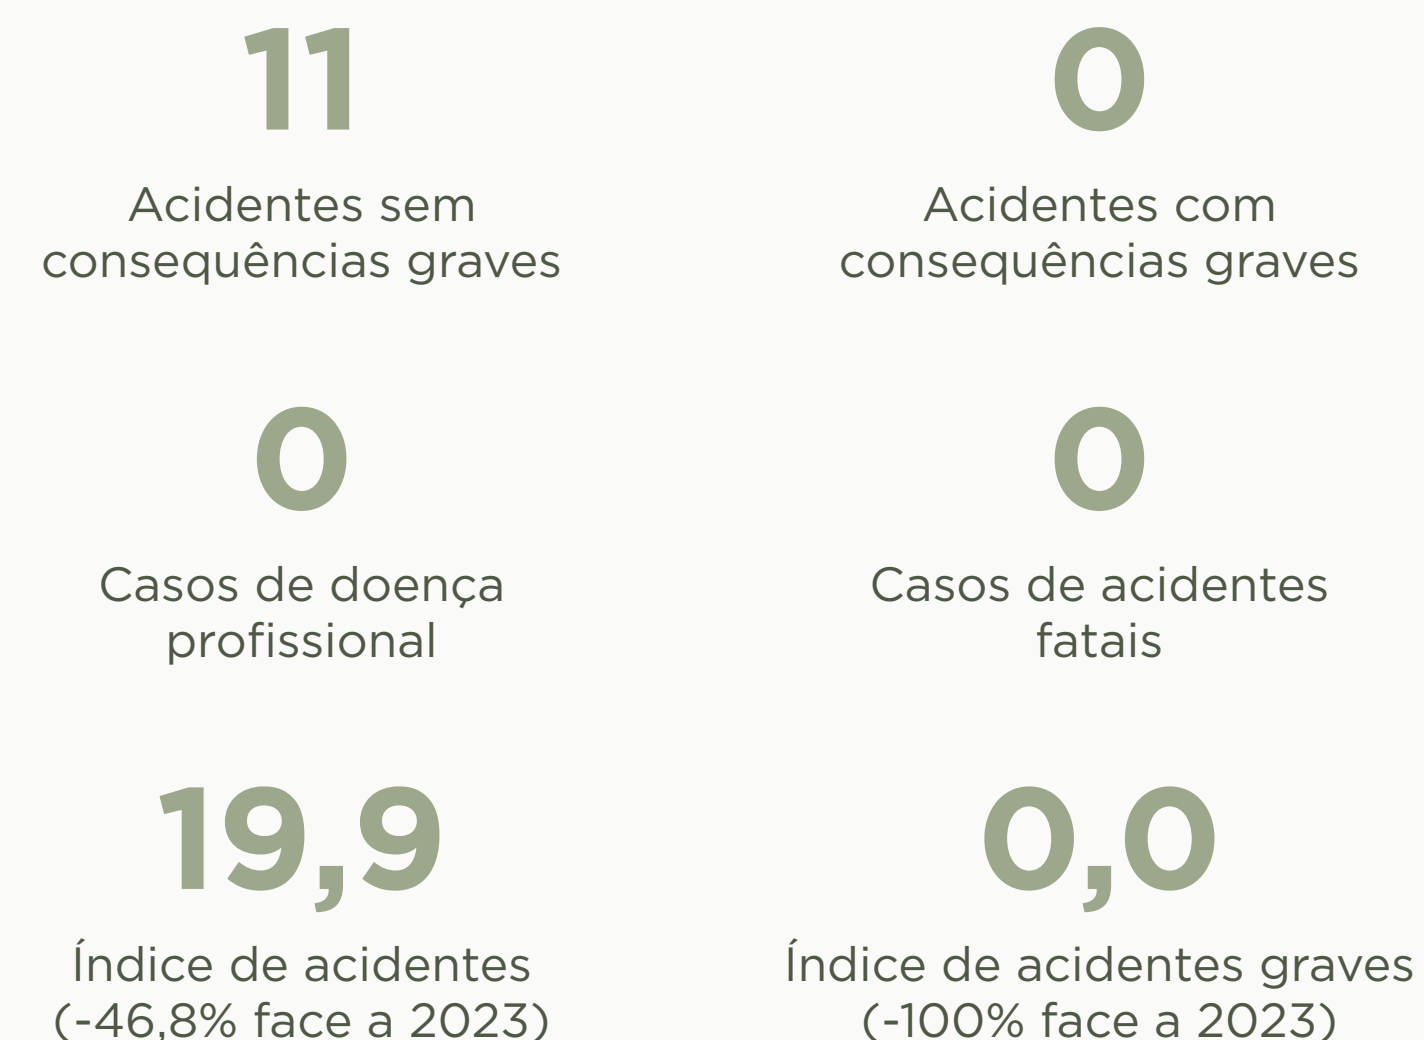 11
Acidentes sem
consequências graves
0
Acidentes com
consequências graves
0
Casos de doença
profissional
0
Casos de acidentes
fatais
19,9
Índice de acidentes
(-46,8% face a 2023)
0,0
Índice de acidentes graves
(-100% face a 2023)